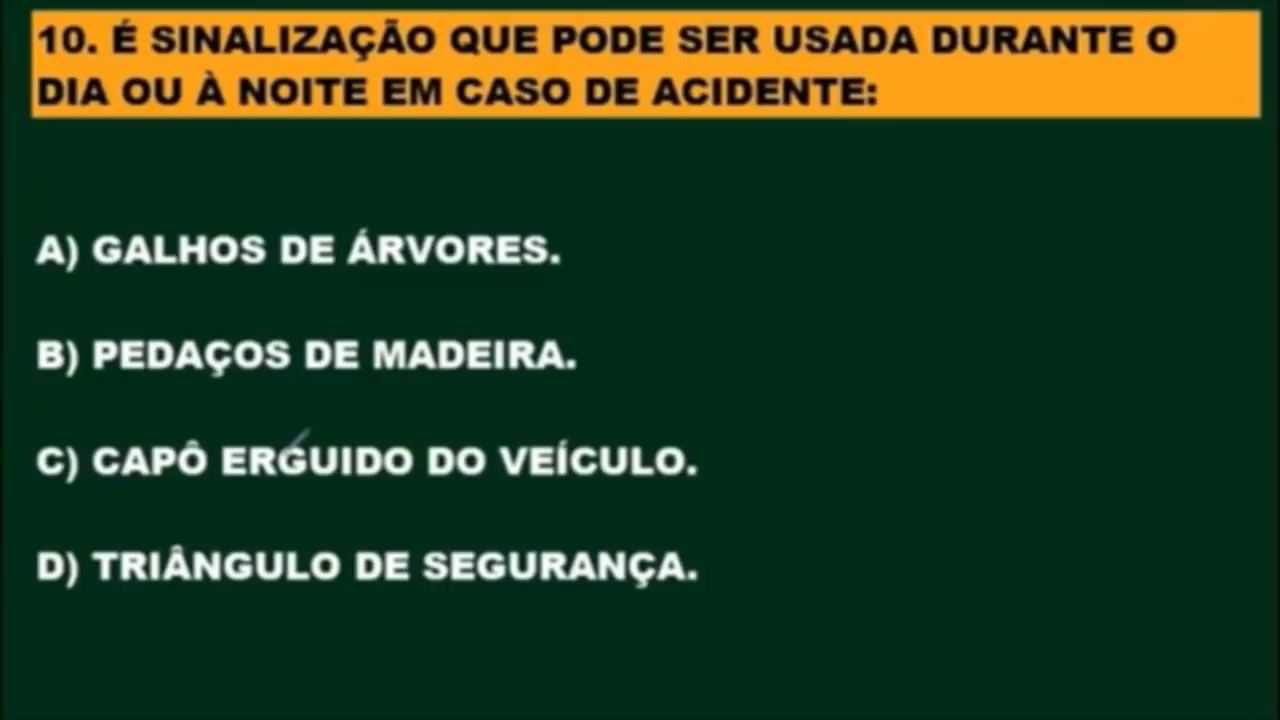 10. É SINALIZAÇÃO QUE PODE SER USADA DURANTE O
DIA OU À NOITE EM CASO DE ACIDENTE:
A) GALHOS DE ÁRVORES.
B) PEDAÇOS DE MADEIRA.
C) CAPÔ ERGUIDO DO VEÍCULO.
D) TRIÂNGULO DE SEGURANÇA.